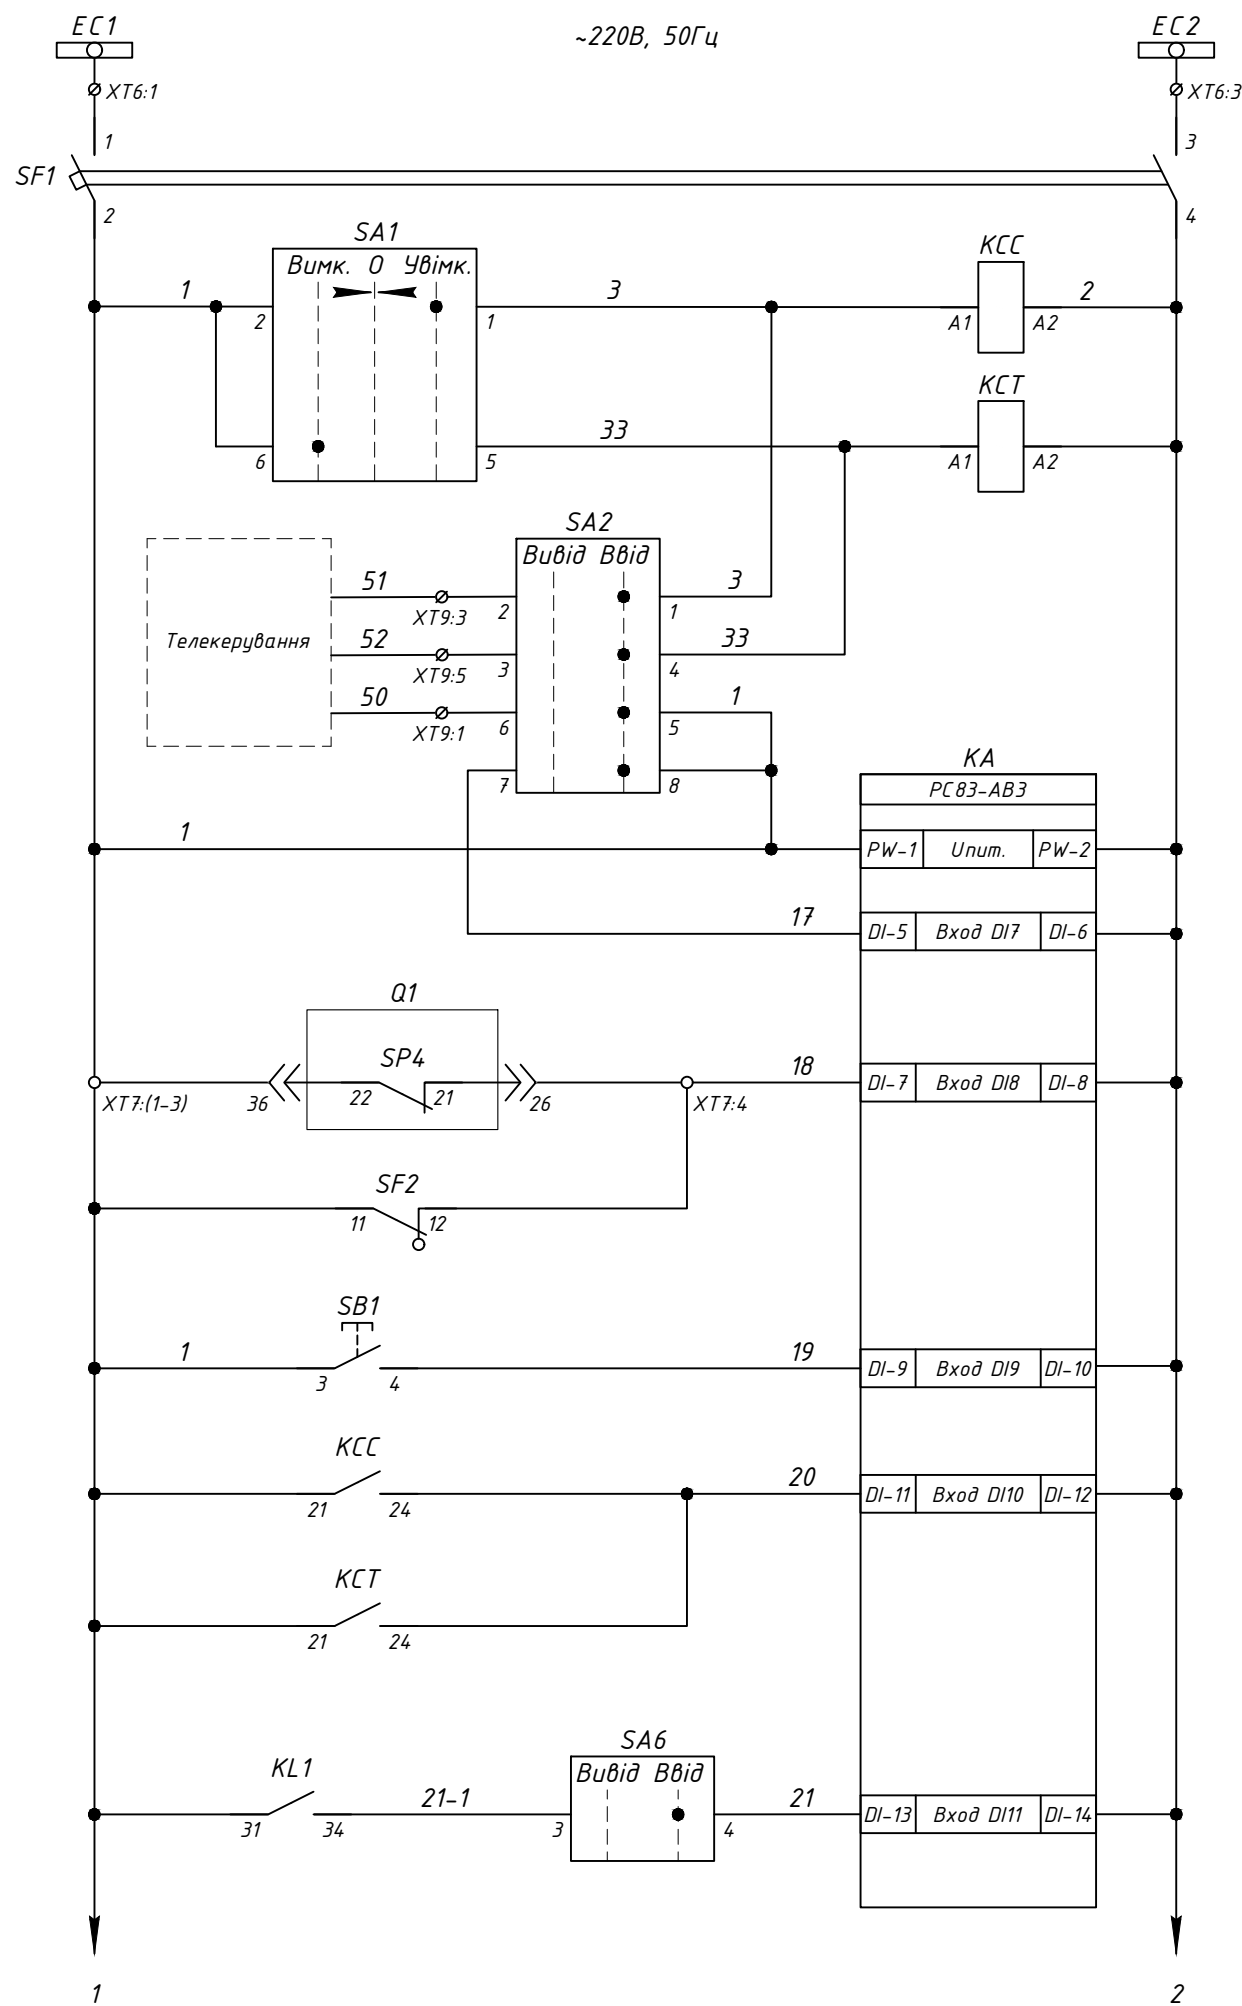 EC1
~220В, 50Гц
EC2
XT6:1
XT6:3
1
3
SF1
2
4
SA1
Вимк. 0 Увімк.
KCC
1
2
3
1
A1
A2
2
KCT
6
33
5
A1
A2
SA2
Вивід Ввід
Телекерування
51
XT9:3
2
3
1
52
XT9:5
3
33
4
50
XT9:1
6
1
5
7
8
KA
РС83-АВ3
1
PW-1 Uпит. PW-2
17
DI-5 Вход DI7 DI-6
Q1
SP4
18
DI-7 Вход DI8 DI-8
XT7:(1-3)
36
22
21
26
XT7:4
SF2
11
12
SB1
1
3
4
19
DI-9 Вход DI9 DI-10
KCC
21
24
20
DI-11 Вход DI10 DI-12
KCT
21
24
SA6
Вивід Ввід
KL1
31
34
21-1
3
4
21
DI-13 Вход DI11 DI-14
1
2